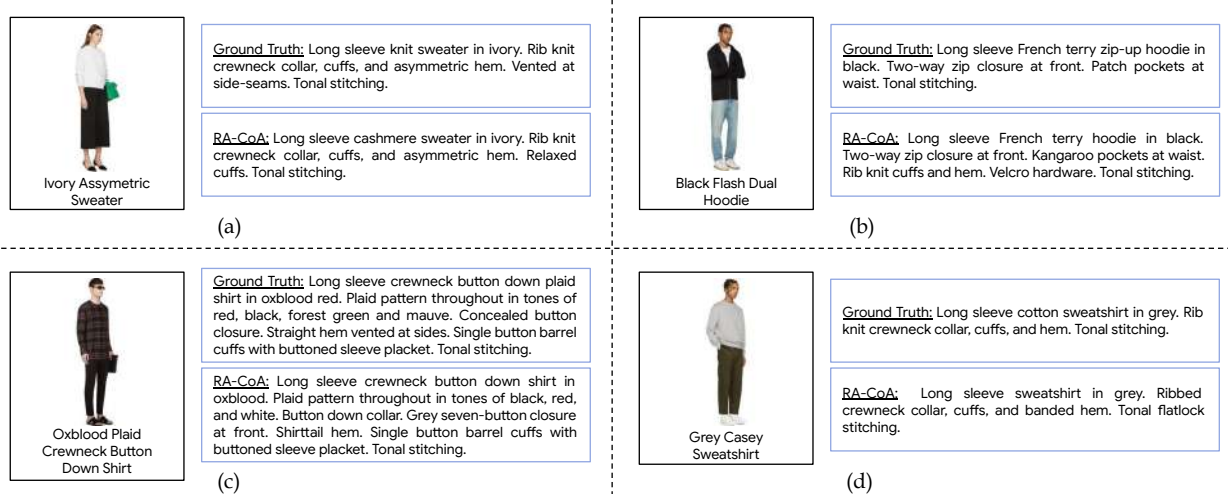 Ground Truth: Long sleeve knit sweater in ivory. Rib knit
crewneck collar, cuffs, and asymmetric hem. Vented at
side-seams. Tonal stitching.
RA-CoA: Long sleeve cashmere sweater in ivory. Rib knit
crewneck collar, cuffs, and asymmetric hem. Relaxed
cuffs. Tonal stitching.
Ivory Assymetric
Sweater
(a)
Ground Truth: Long sleeve French terry zip-up hoodie in
black. Two-way zip closure at front. Patch pockets at
waist. Tonal stitching.
RA-CoA: Long sleeve French terry hoodie in black.
Two-way zip closure at front. Kangaroo pockets at waist.
Rib knit cuffs and hem. Velcro hardware. Tonal stitching.
Black Flash Dual
Hoodie
(b)
Ground Truth: Long sleeve crewneck button down plaid
shirt in oxblood red. Plaid pattern throughout in tones of
red, black, forest green and mauve. Concealed button
closure. Straight hem vented at sides. Single button barrel
cuffs with buttoned sleeve placket. Tonal stitching.
RA-CoA: Long sleeve crewneck button down shirt in
oxblood. Plaid pattern throughout in tones of black, red,
and white. Button down collar. Grey seven-button closure
at front. Shirttail hem. Single button barrel cuffs with
buttoned sleeve placket. Tonal stitching.
Oxblood Plaid
Crewneck Button
Down Shirt
(c)
Ground Truth: Long sleeve cotton sweatshirt in grey. Rib
knit crewneck collar, cuffs, and hem. Tonal stitching.
RA-CoA: Long sleeve sweatshirt in grey. Ribbed
crewneck collar, cuffs, and banded hem. Tonal flatlock
stitching.
Grey Casey
Sweatshirt
(d)